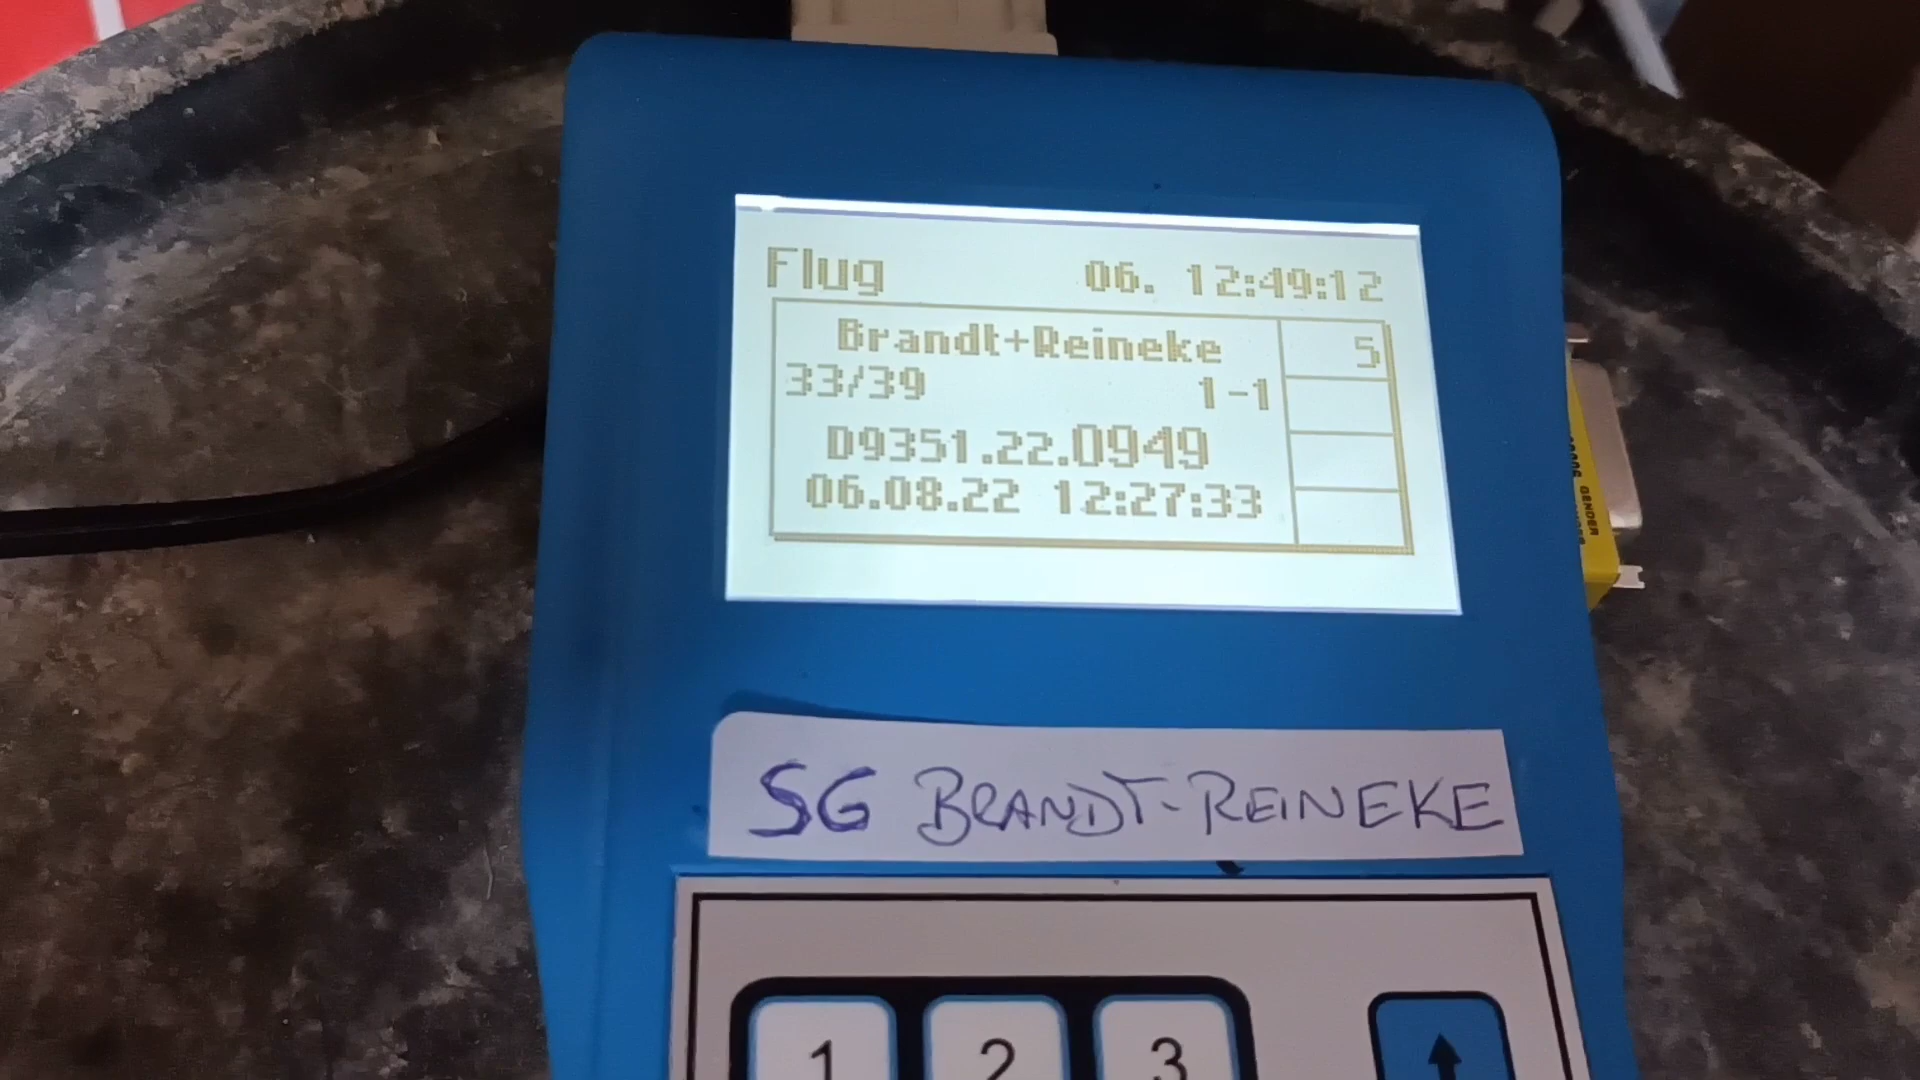 Flug 06. 12:49:12
Brandt+Reineke 5
33/39 1-1
D9351.22.0949
06.08.22 12:27:33
GENDER
SG BRANDT-REINEKE
1 2 3